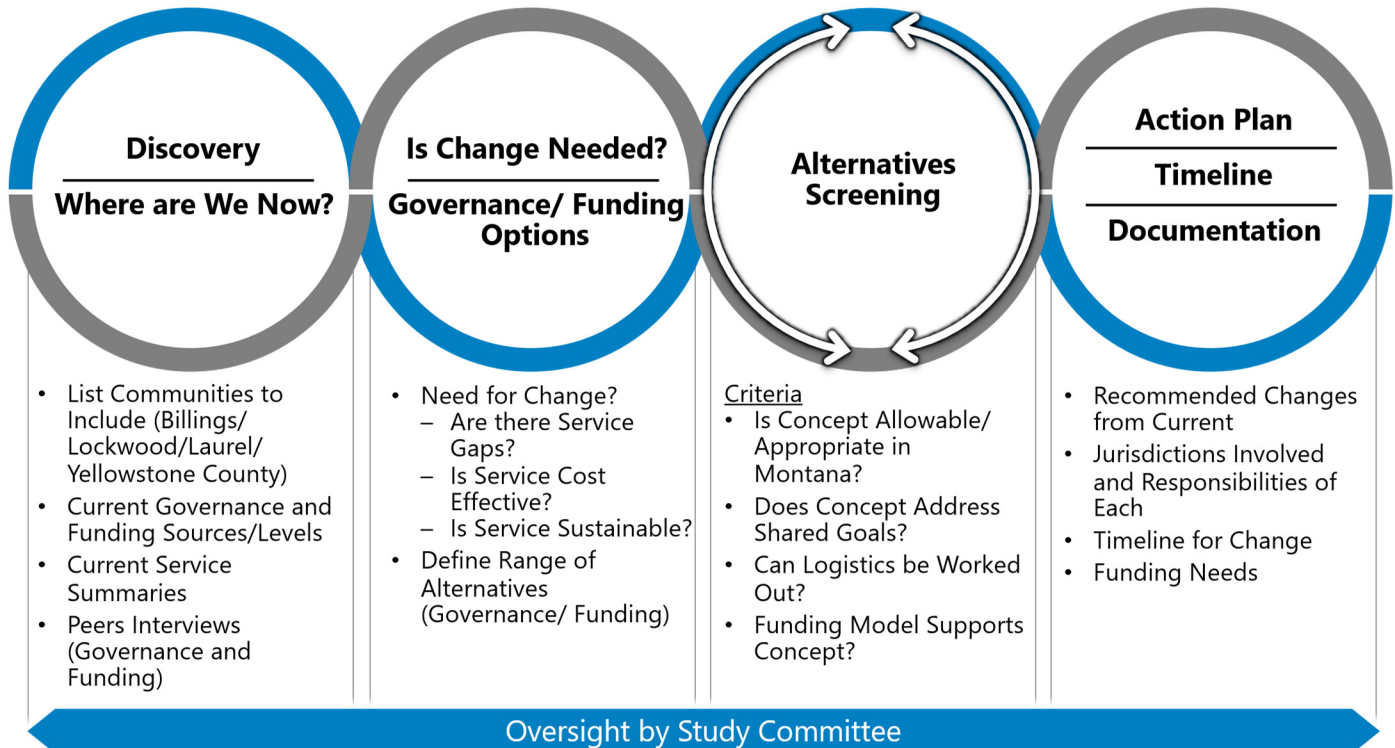 Discovery
Where are We Now?
• List Communities to
Include (Billings/
Lockwood/Laurel/
Yellowstone County)
• Current Governance and
Funding Sources/Levels
• Current Service
Summaries
• Peers Interviews
(Governance and
Funding)
Is Change Needed?
Governance/ Funding
Options
• Need for Change?
– Are there Service
Gaps?
– Is Service Cost
Effective?
– Is Service Sustainable?
• Define Range of
Alternatives
(Governance/ Funding)
Alternatives
Screening
Criteria
• Is Concept Allowable/
Appropriate in
Montana?
• Does Concept Address
Shared Goals?
• Can Logistics be Worked
Out?
• Funding Model Supports
Concept?
Action Plan
Timeline
Documentation
• Recommended Changes
from Current
• Jurisdictions Involved
and Responsibilities of
Each
• Timeline for Change
• Funding Needs
Oversight by Study Committee